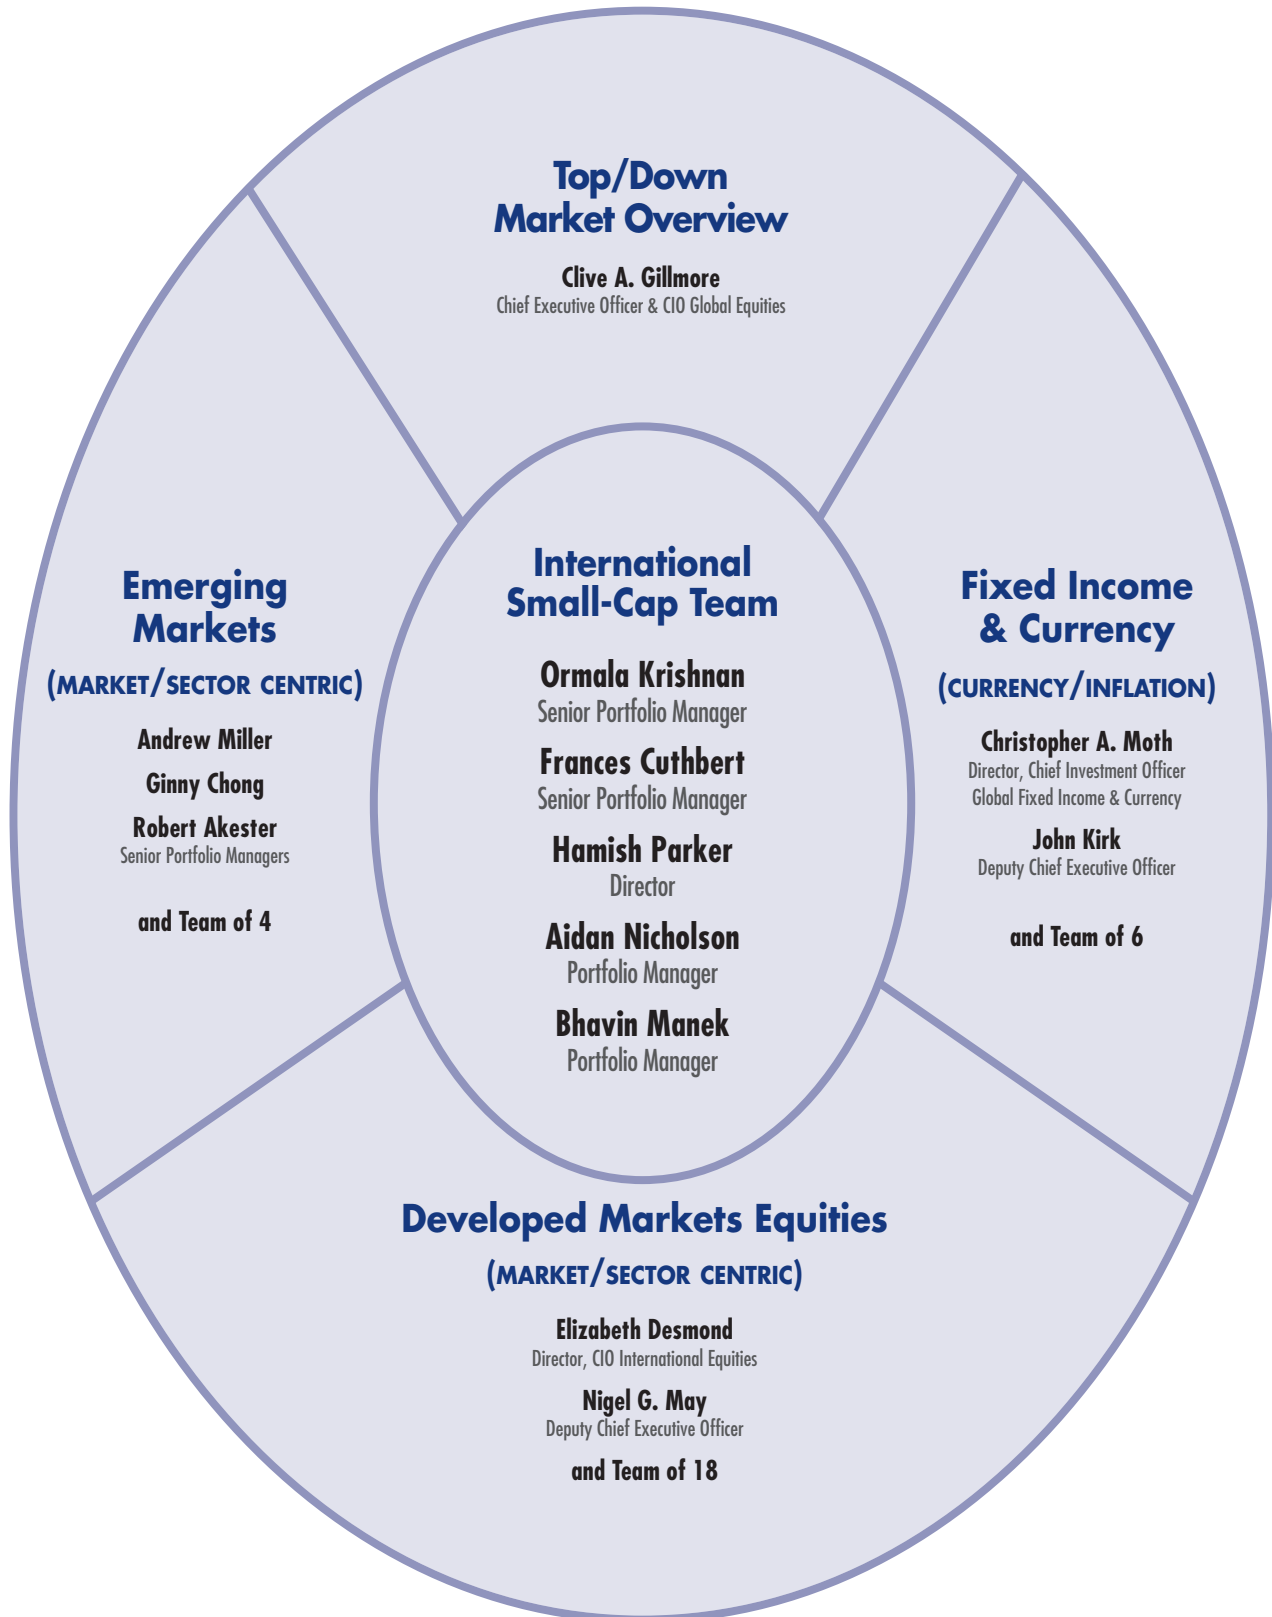 Top/Down
Market Overview
Clive A. Gillmore
Chief Executive Officer & CIO Global Equities
Emerging
Markets
(MARKET/SECTOR CENTRIC)
Andrew Miller
Ginny Chong
Robert Akester
Senior Portfolio Managers
and Team of 4
International
Small-Cap Team
Ormala Krishnan
Senior Portfolio Manager
Frances Cuthbert
Senior Portfolio Manager
Hamish Parker
Director
Aidan Nicholson
Portfolio Manager
Bhavin Manek
Portfolio Manager
Fixed Income
& Currency
(CURRENCY/INFLATION)
Christopher A. Moth
Director, Chief Investment Officer
Global Fixed Income & Currency
John Kirk
Deputy Chief Executive Officer
and Team of 6
Developed Markets Equities
(MARKET/SECTOR CENTRIC)
Elizabeth Desmond
Director, CIO International Equities
Nigel G. May
Deputy Chief Executive Officer
and Team of 18